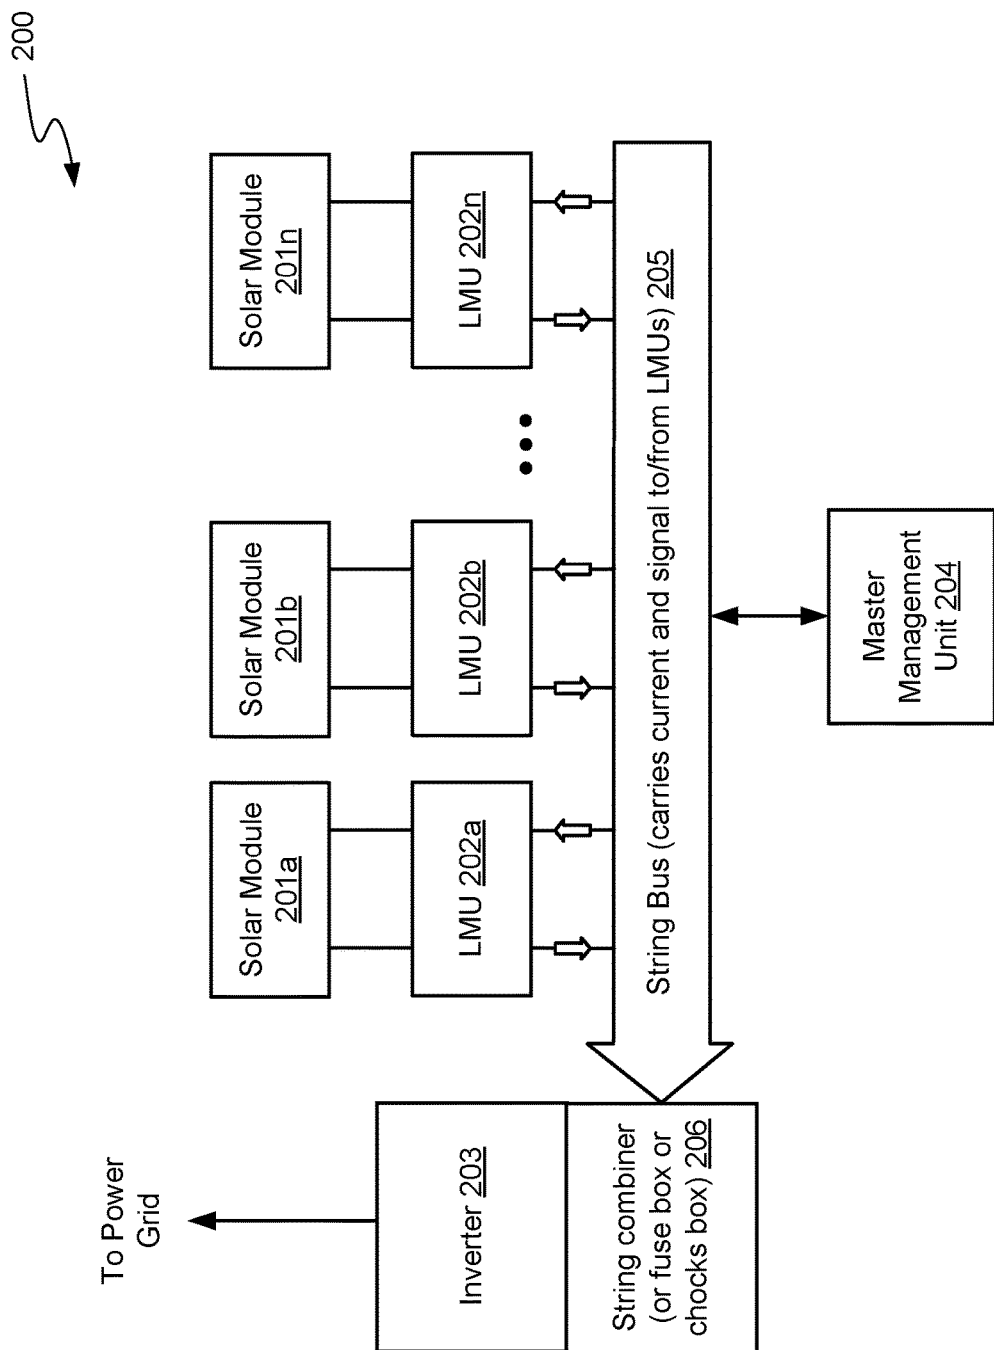 200
Solar Module
201a
Solar Module
201b
Solar Module
201n
LMU 202a
LMU 202b
LMU 202n
To Power
Grid
Inverter 203
String combiner
(or fuse box or
chocks box) 206
String Bus (carries current and signal to/from LMUs) 205
Master
Management
Unit 204